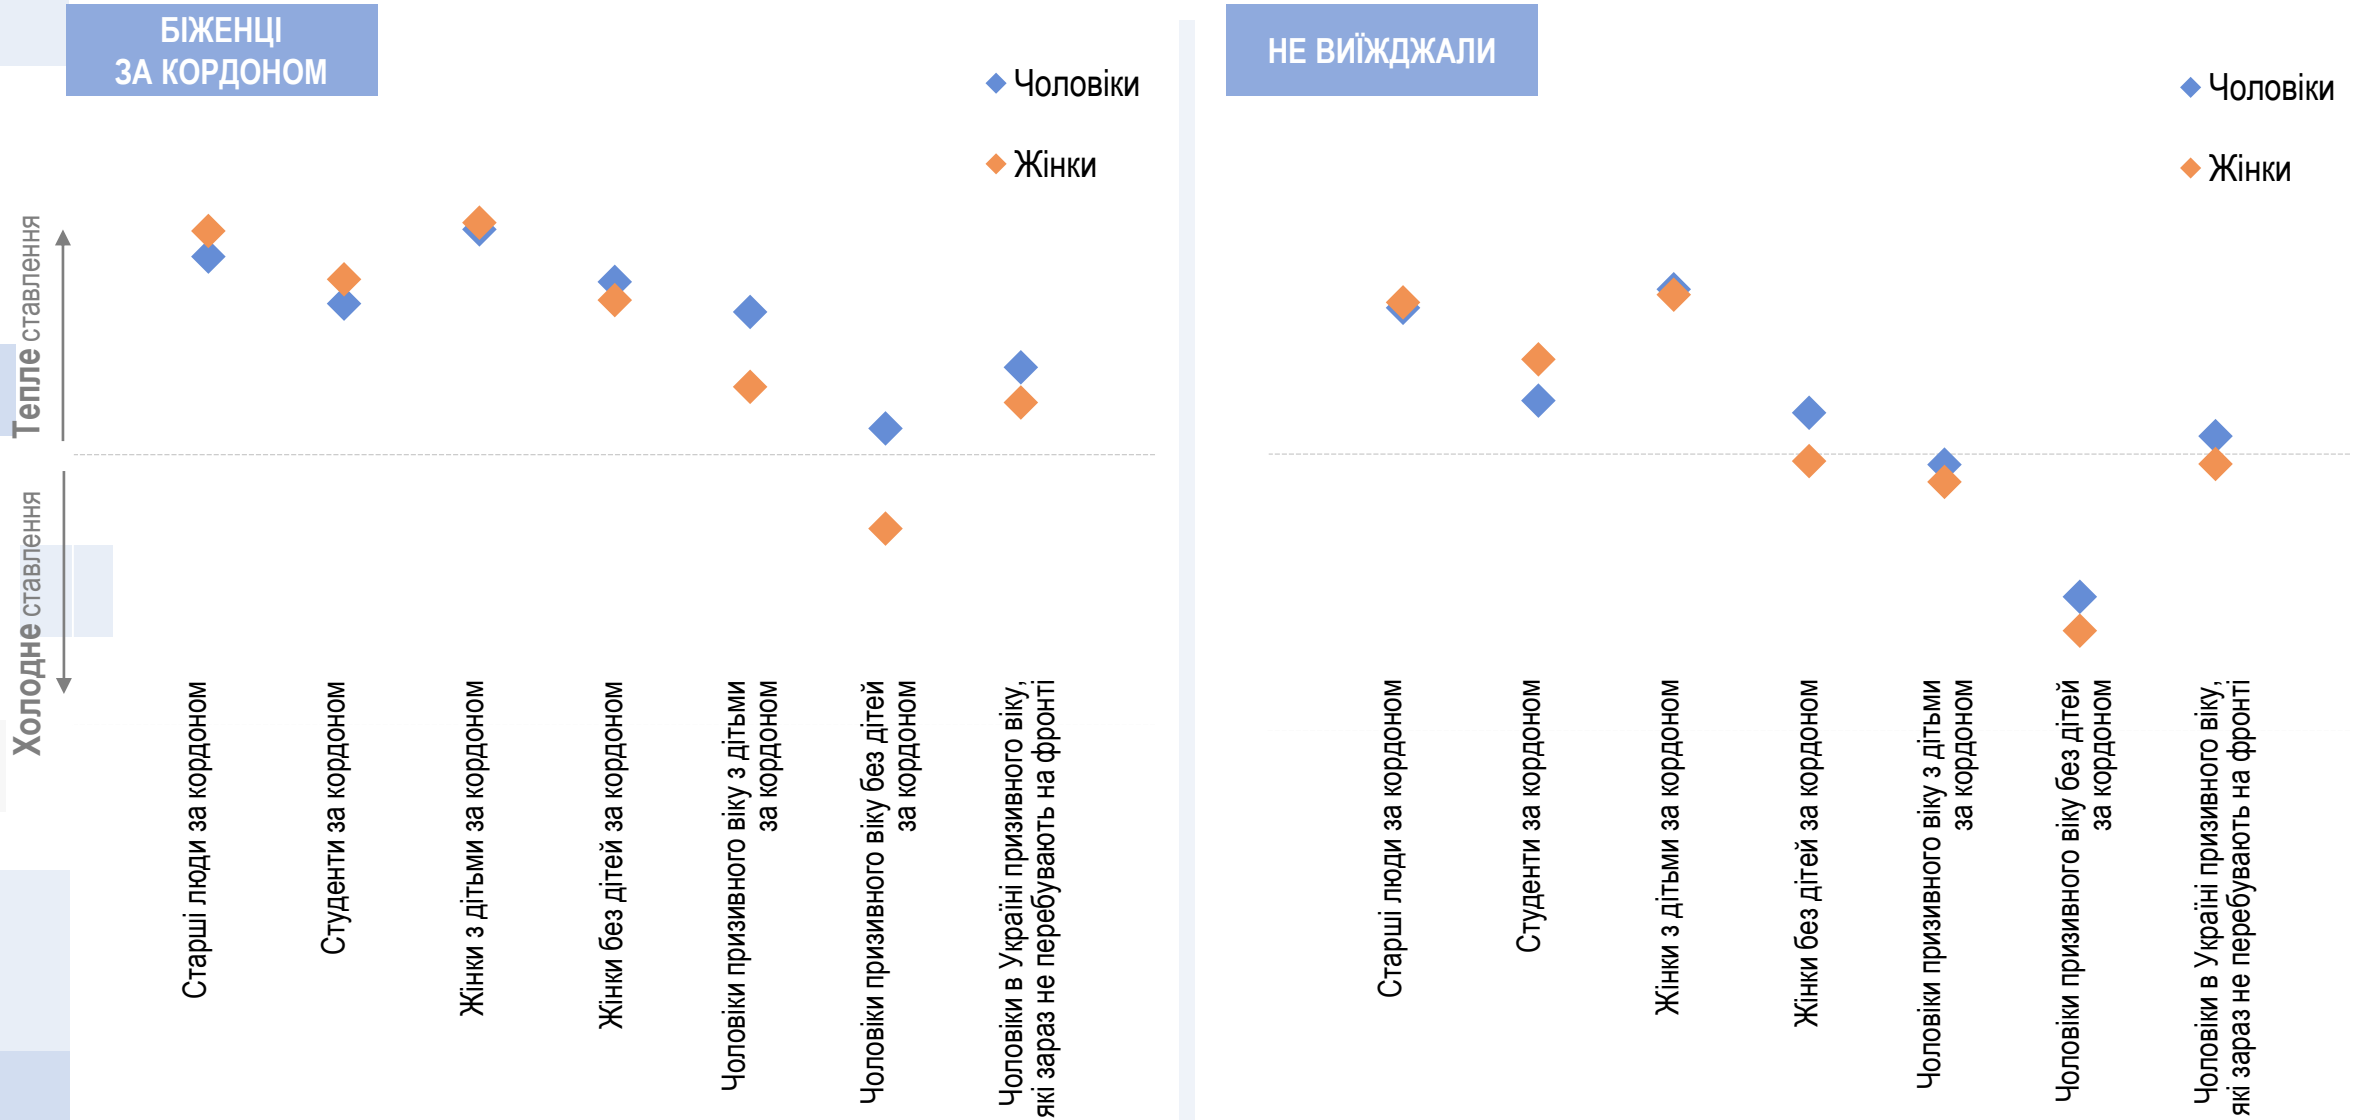 БІЖЕНЦІ
ЗА КОРДОНОМ
Чоловіки
Жінки
Тепле ставлення
Холодне ставлення
Старші люди за кордоном
Студенти за кордоном
Жінки з дітьми за кордоном
Жінки без дітей за кордоном
Чоловіки призивного віку з дітьми
за кордоном
Чоловіки призивного віку без дітей
за кордоном
Чоловіки в Україні призивного віку,
які зараз не перебувають на фронті
НЕ ВИЇЖДЖАЛИ
Чоловіки
Жінки
Старші люди за кордоном
Студенти за кордоном
Жінки з дітьми за кордоном
Жінки без дітей за кордоном
Чоловіки призивного віку з дітьми
за кордоном
Чоловіки призивного віку без дітей
за кордоном
Чоловіки в Україні призивного віку,
які зараз не перебувають на фронті